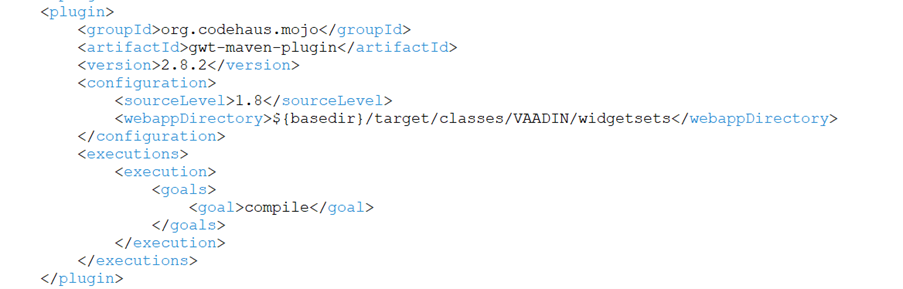 <plugin>
<groupId>org.codehaus.mojo</groupId>
<artifactId>gwt-maven-plugin</artifactId>
<version>2.8.2</version>
<configuration>
<sourceLevel>1.8</sourceLevel>
<webappDirectory>${basedir}/target/classes/VAADIN/widgetsets</webappDirectory>
</configuration>
<executions>
<execution>
<goals>
<goal>compile</goal>
</goals>
</execution>
</executions>
</plugin>